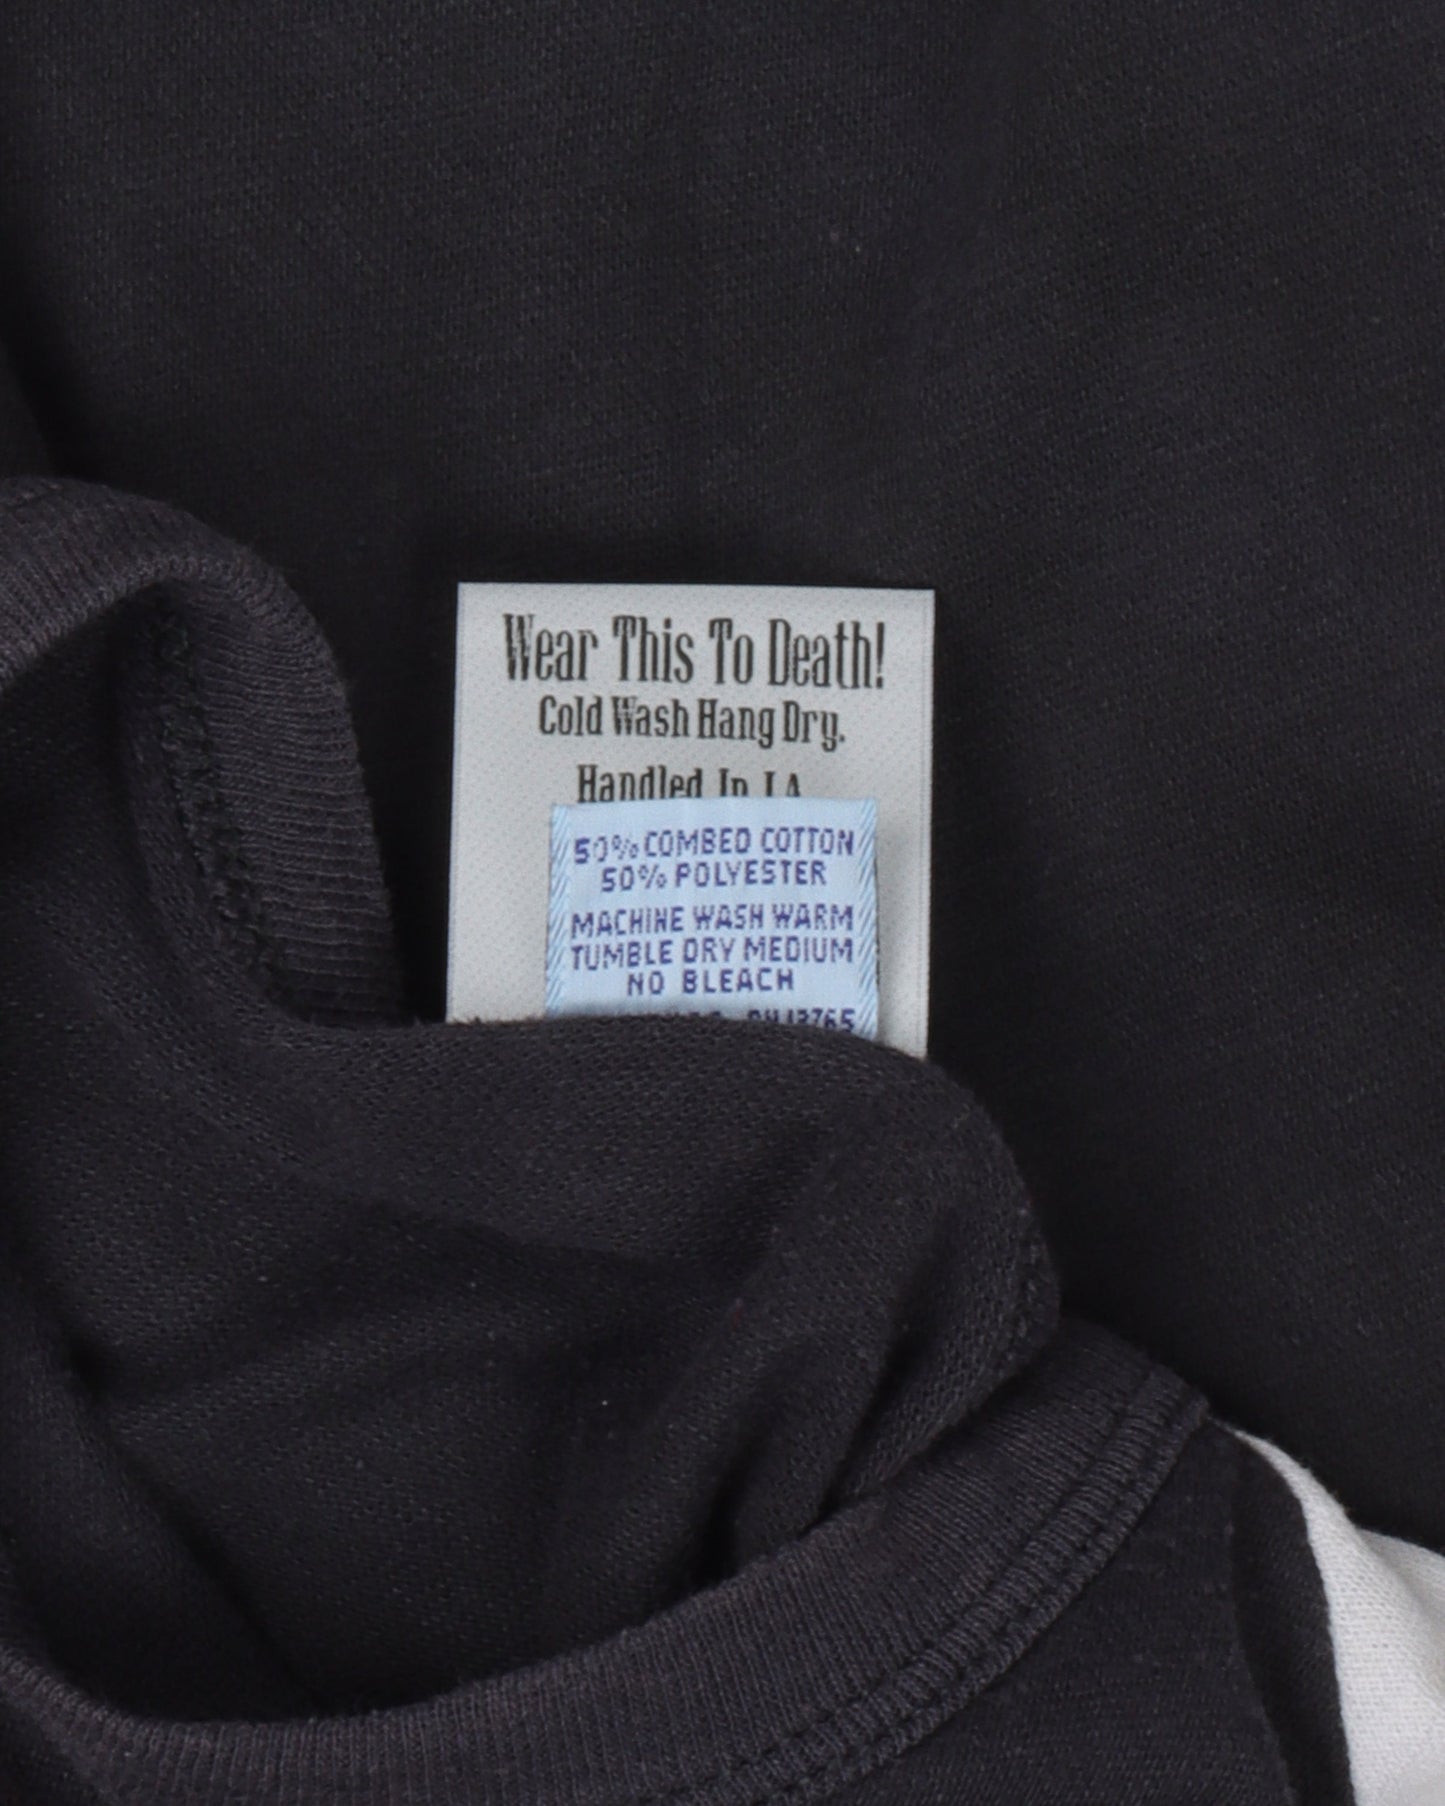 Wear This To Death!
Cold Wash Hang Dry.
Handled In LA
50% COMBED COTTON
50% POLYESTER
MACHINE WASH WARM
TUMBLE DRY MEDIUM
NO BLEACH
13765